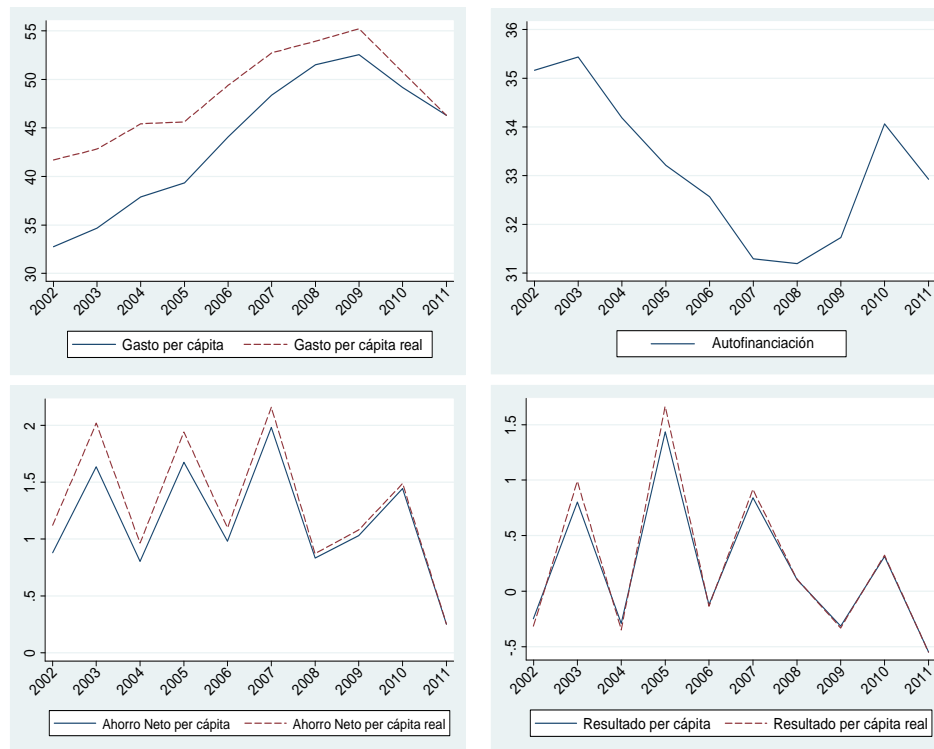 55
50
45
40
35
30
2002 2003 2004 2005 2006 2007 2008 2009 2010 2011
Gasto per cápita Gasto per cápita real
36
35
34
33
32
31
2002 2003 2004 2005 2006 2007 2008 2009 2010 2011
Autofinanciación
2
1.5
1
.5
0
2002 2003 2004 2005 2006 2007 2008 2009 2010 2011
Ahorro Neto per cápita Ahorro Neto per cápita real
1.5
1
.5
0
-.5
2002 2003 2004 2005 2006 2007 2008 2009 2010 2011
Resultado per cápita Resultado per cápita real